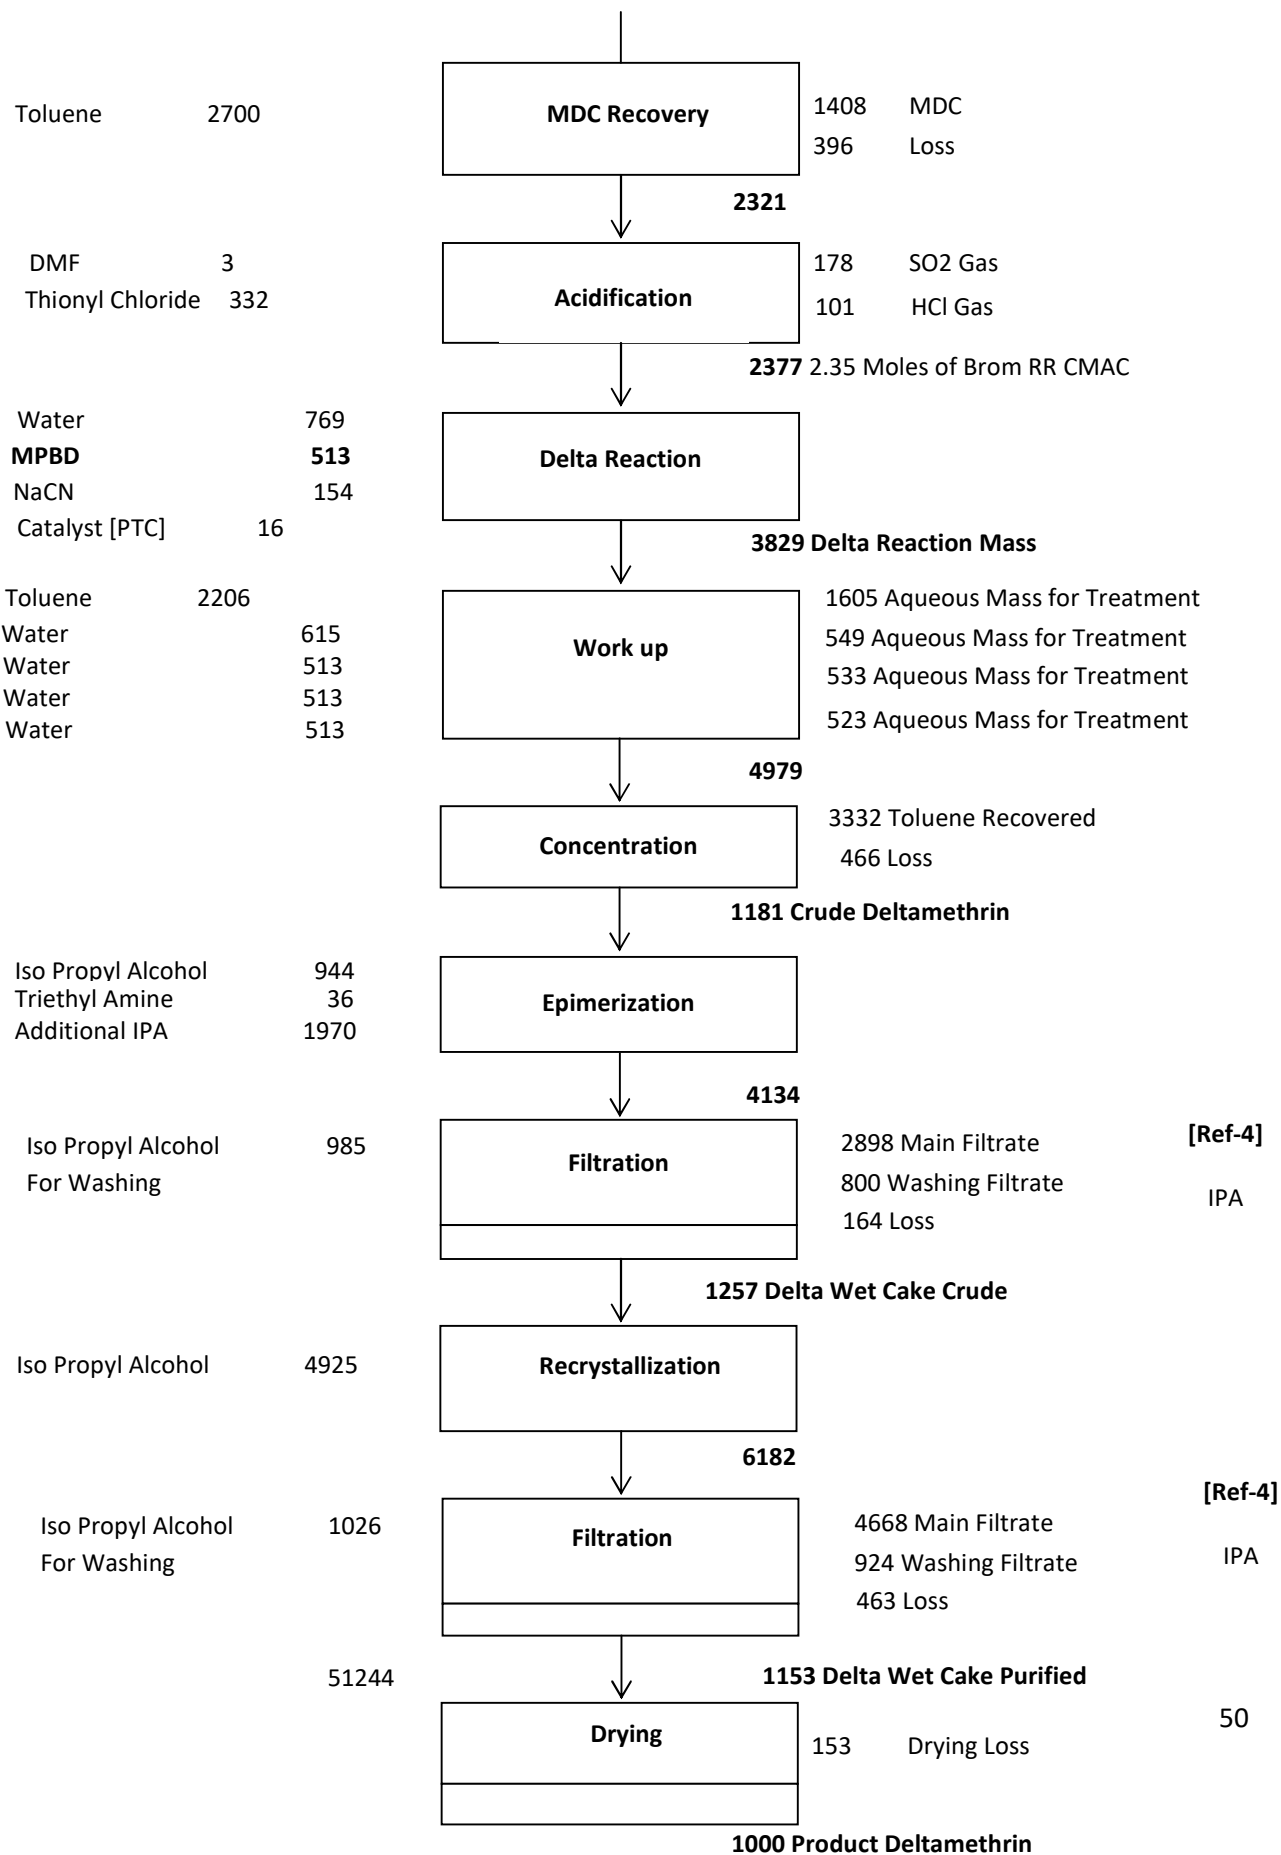 Toluene 2700 MDC Recovery 1408 MDC
396 Loss
2321
DMF 3 178 SO2 Gas
Thionyl Chloride 332 Acidification 101 HCl Gas
2377 2.35 Moles of Brom RR CMAC
Water 769
MPBD 513 Delta Reaction
NaCN 154
Catalyst [PTC] 16
3829 Delta Reaction Mass
Toluene 2206 1605 Aqueous Mass for Treatment
Water 615 Work up 549 Aqueous Mass for Treatment
Water 513 533 Aqueous Mass for Treatment
Water 513 523 Aqueous Mass for Treatment
Water 513
4979
3332 Toluene Recovered
Concentration 466 Loss
1181 Crude Deltamethrin
Iso Propyl Alcohol 944
Triethyl Amine 36 Epimerization
Additional IPA 1970
4134
Iso Propyl Alcohol 985 2898 Main Filtrate [Ref-4]
For Washing Filtration 800 Washing Filtrate IPA
164 Loss
1257 Delta Wet Cake Crude
Iso Propyl Alcohol 4925 Recrystallization
6182
[Ref-4]
Iso Propyl Alcohol 1026 Filtration 4668 Main Filtrate
For Washing 924 Washing Filtrate IPA
463 Loss
51244 1153 Delta Wet Cake Purified
50
Drying 153 Drying Loss
1000 Product Deltamethrin